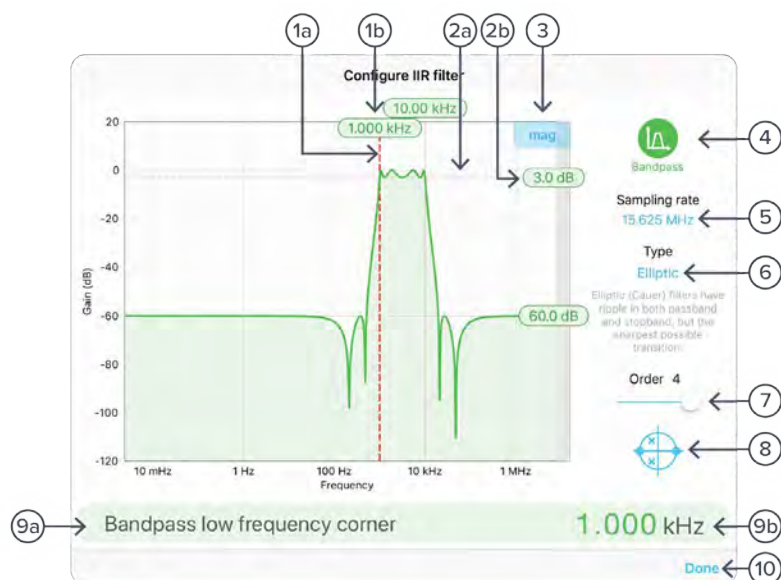 1a 1b 2a 2b 3
Configure IIR filter
10.00 kHz
1.000 kHz
mag
20
0
-20
-40
-60
-80
-100
-120
Gain (dB)
3.0 dB
60.0 dB
10 mHz 1 Hz 100 Hz 10 kHz 1 MHz
Frequency
Bandpass
4
Sampling rate
15.625 MHz
5
Type
Elliptic
6
Elliptic (Cauer) filters have
ripple in both passband
and stopband, but the
sharpest possible
transition.
Order 4
7
8
9a Bandpass low frequency corner 1.000 kHz 9b
Done 10